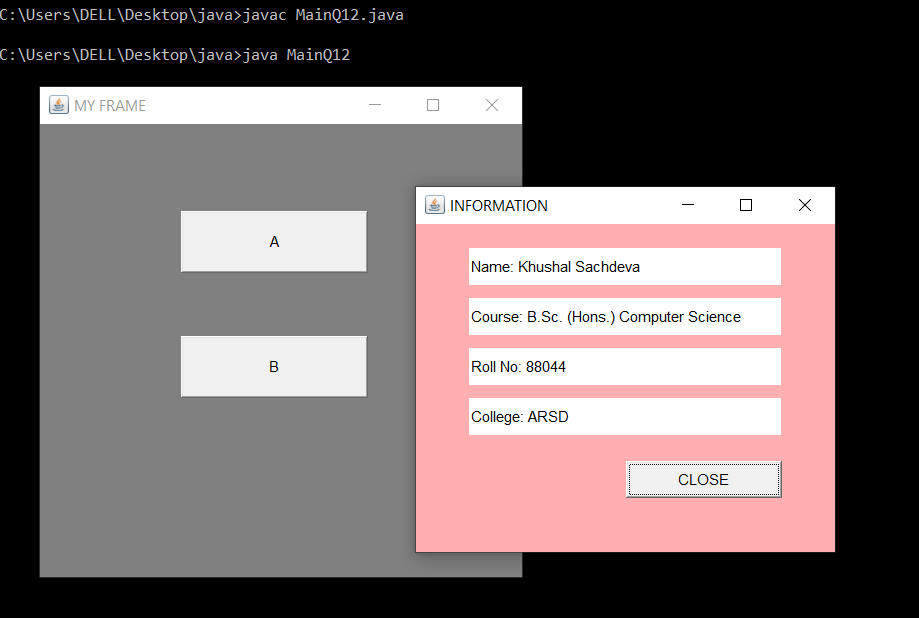 C:\Users\DELL\Desktop\java>javac MainQ12.java
C:\Users\DELL\Desktop\java>java MainQ12
MY FRAME
A
B
INFORMATION
Name: Khushal Sachdeva
Course: B.Sc. (Hons.) Computer Science
Roll No: 88044
College: ARSD
CLOSE